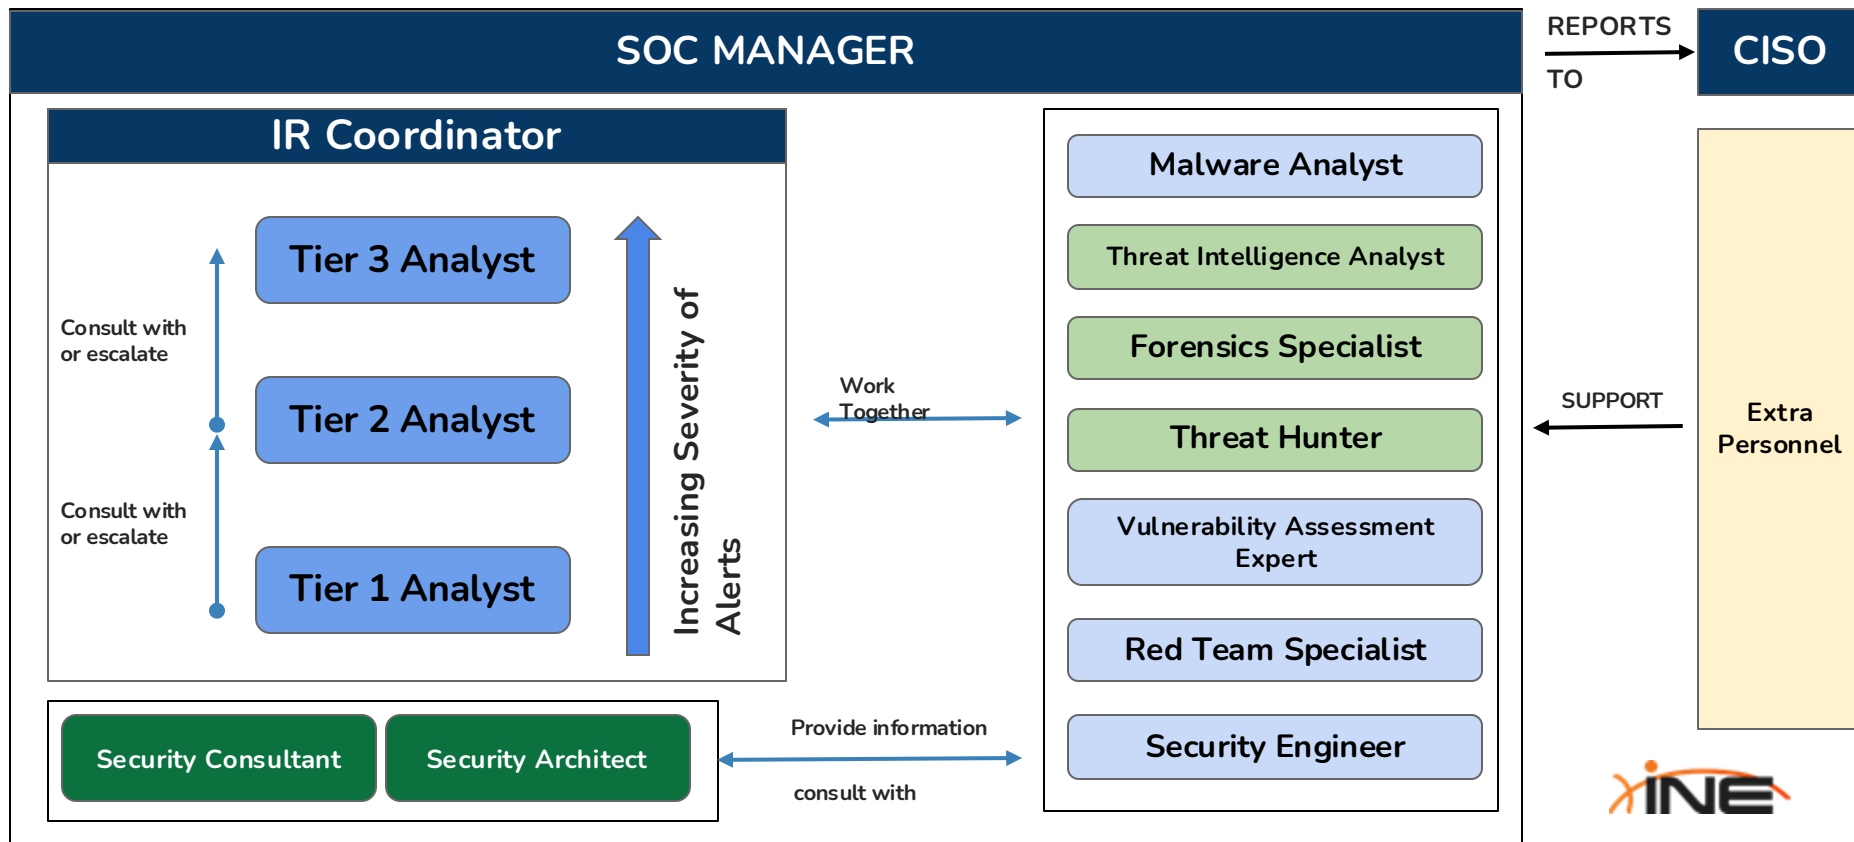 SOC MANAGER
REPORTS
TO
CISO
IR Coordinator
Tier 3 Analyst
Consult with
or escalate
Tier 2 Analyst
Consult with
or escalate
Tier 1 Analyst
Increasing Severity of
Alerts
Work
Together
Malware Analyst
Threat Intelligence Analyst
Forensics Specialist
Threat Hunter
Vulnerability Assessment
Expert
Red Team Specialist
Security Engineer
SUPPORT
Extra
Personnel
Security Consultant
Security Architect
Provide information
consult with
INE